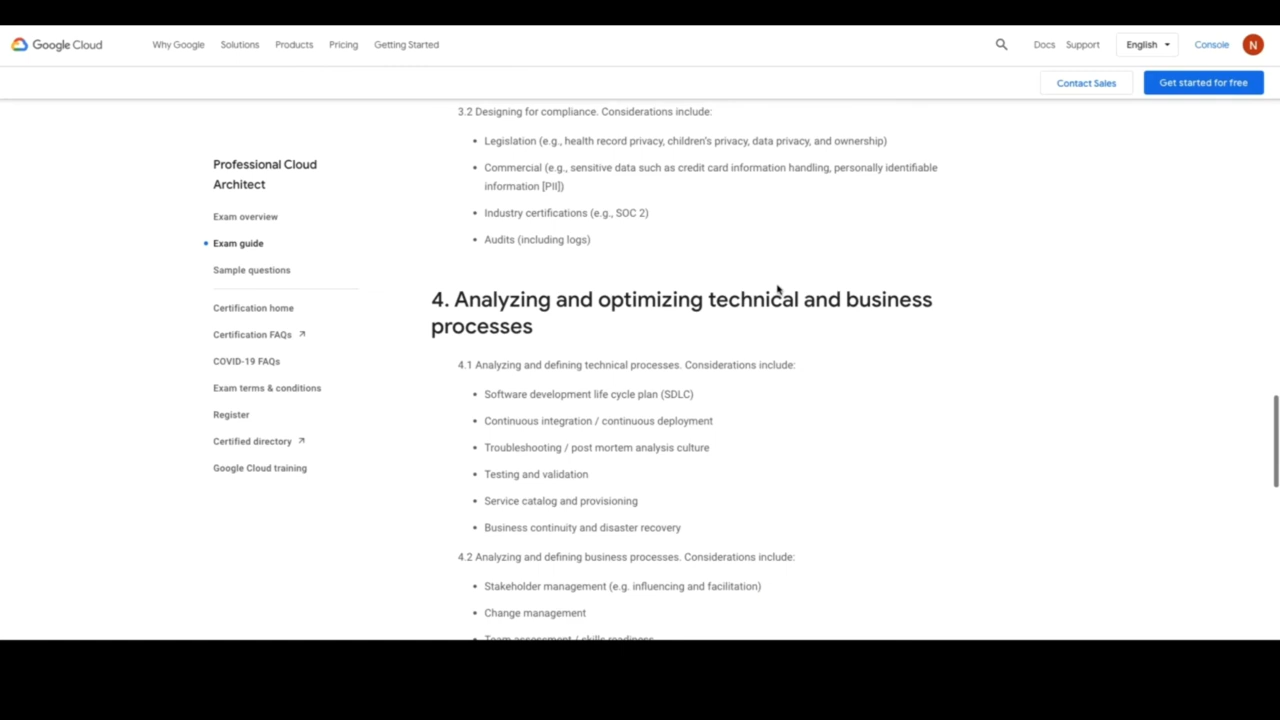 Google Cloud
Why Google
Solutions
Products
Pricing
Getting Started
Docs
Support
English
Console
N
Contact Sales
Get started for free
Professional Cloud
Architect
Exam overview
• Exam guide
Sample questions
Certification home
Certification FAQs
COVID-19 FAQs
Exam terms & conditions
Register
Certified directory
Google Cloud training
3.2 Designing for compliance. Considerations include:
• Legislation (e.g., health record privacy, children's privacy, data privacy, and ownership)
• Commercial (e.g., sensitive data such as credit card information handling, personally identifiable
information [PII])
• Industry certifications (e.g., SOC 2)
• Audits (including logs)
4. Analyzing and optimizing technical and business
processes
4.1 Analyzing and defining technical processes. Considerations include:
• Software development life cycle plan (SDLC)
• Continuous integration / continuous deployment
• Troubleshooting / post mortem analysis culture
• Testing and validation
• Service catalog and provisioning
• Business continuity and disaster recovery
4.2 Analyzing and defining business processes. Considerations include:
• Stakeholder management (e.g. influencing and facilitation)
• Change management
• Team assessment / skills readiness